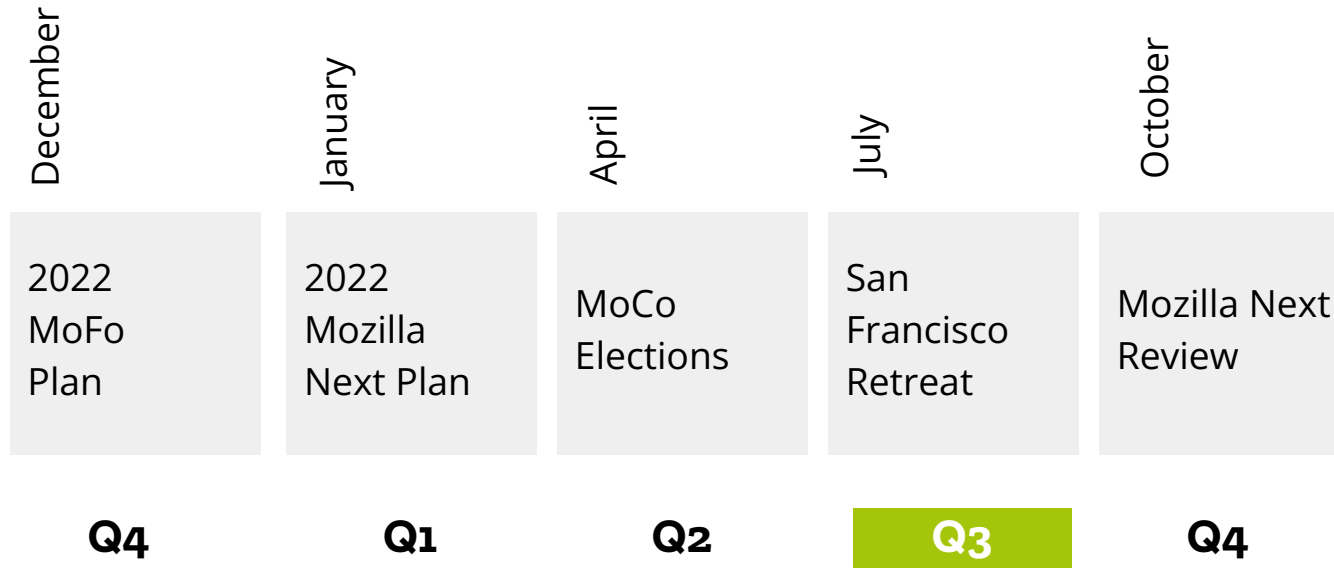 December
January
April
July
October
2022
MoFo
Plan
2022
Mozilla
Next Plan
MoCo
Elections
San
Francisco
Retreat
Mozilla Next
Review
Q4
Q1
Q2
Q3
Q4